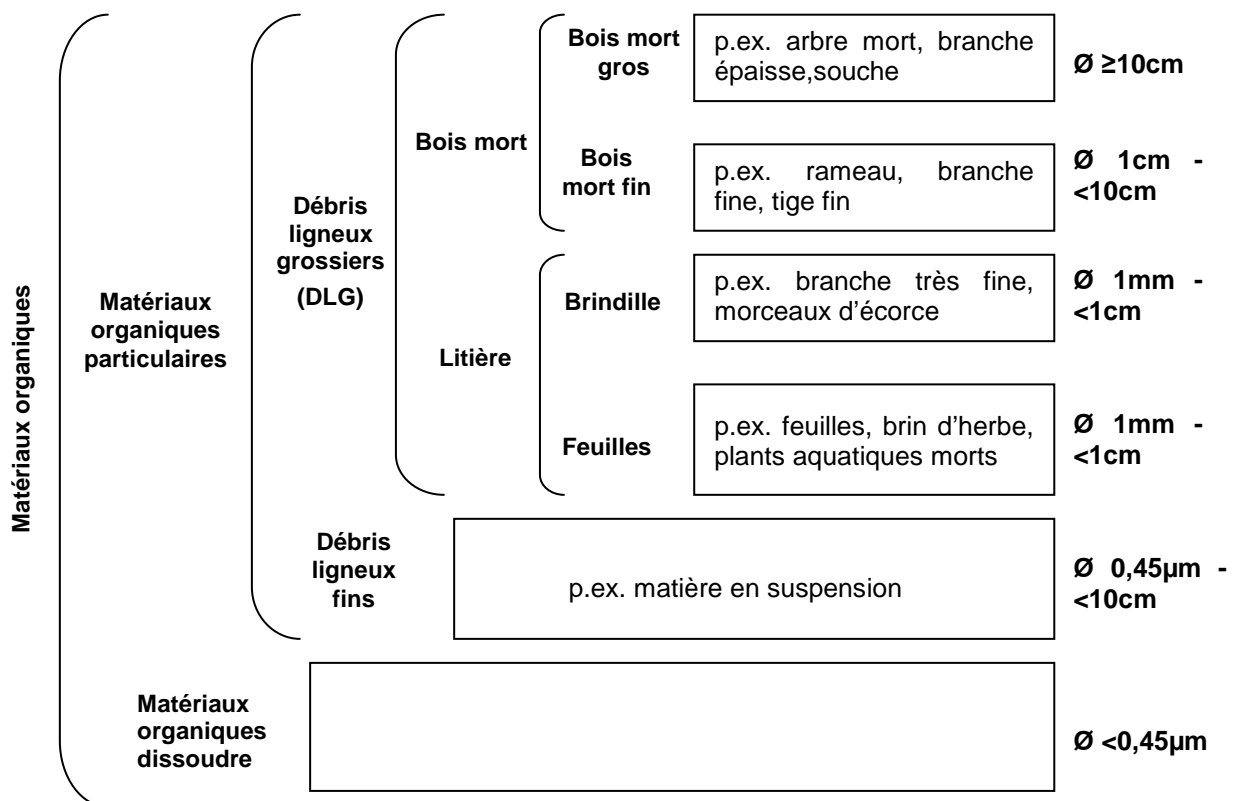 Matériaux organiques
Matériaux
organiques
particulaires
Débris
ligneux
grossiers
(DLG)
Bois mort
Bois mort
gros
p.ex. arbre mort, branche
épaisse,souche
Ø ≥10cm
Bois
mort fin
p.ex. rameau, branche
fine, tige fin
Ø 1cm -
<10cm
Litière
Brindille
p.ex. branche très fine,
morceaux d’écorce
Ø 1mm -
<1cm
Feuilles
p.ex. feuilles, brin d’herbe,
plants aquatiques morts
Ø 1mm -
<1cm
Débris
ligneux
fins
p.ex. matière en suspension
Ø 0,45µm -
<10cm
Matériaux
organiques
dissoudre
Ø <0,45µm